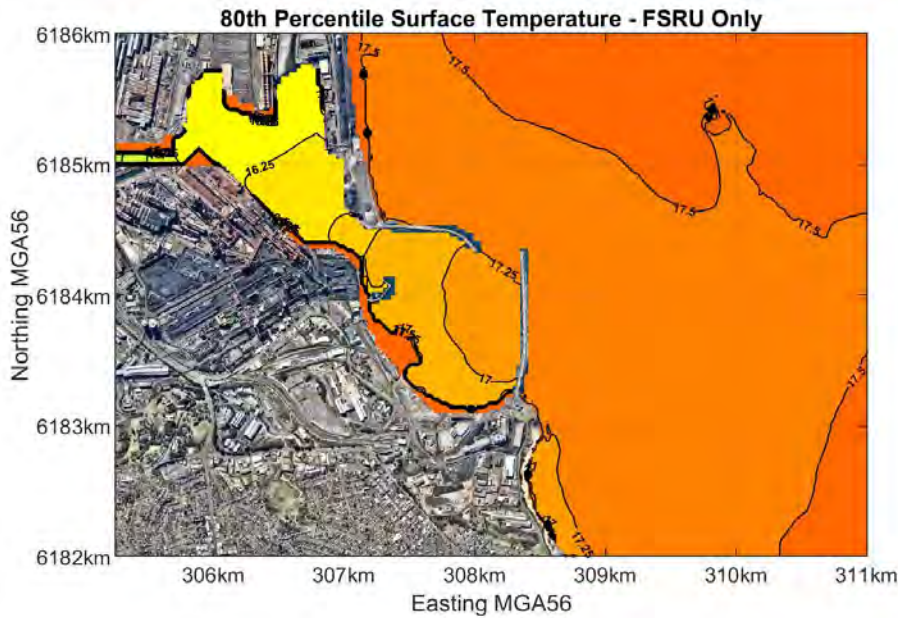 80th Percentile Surface Temperature - FSRU Only
6186km
6185km
6184km
6183km
6182km
Northing MGA56
17.5
17.5
17.5
17.5
16.25
17.25
17
17.25
306km
307km
308km
309km
310km
311km
Easting MGA56